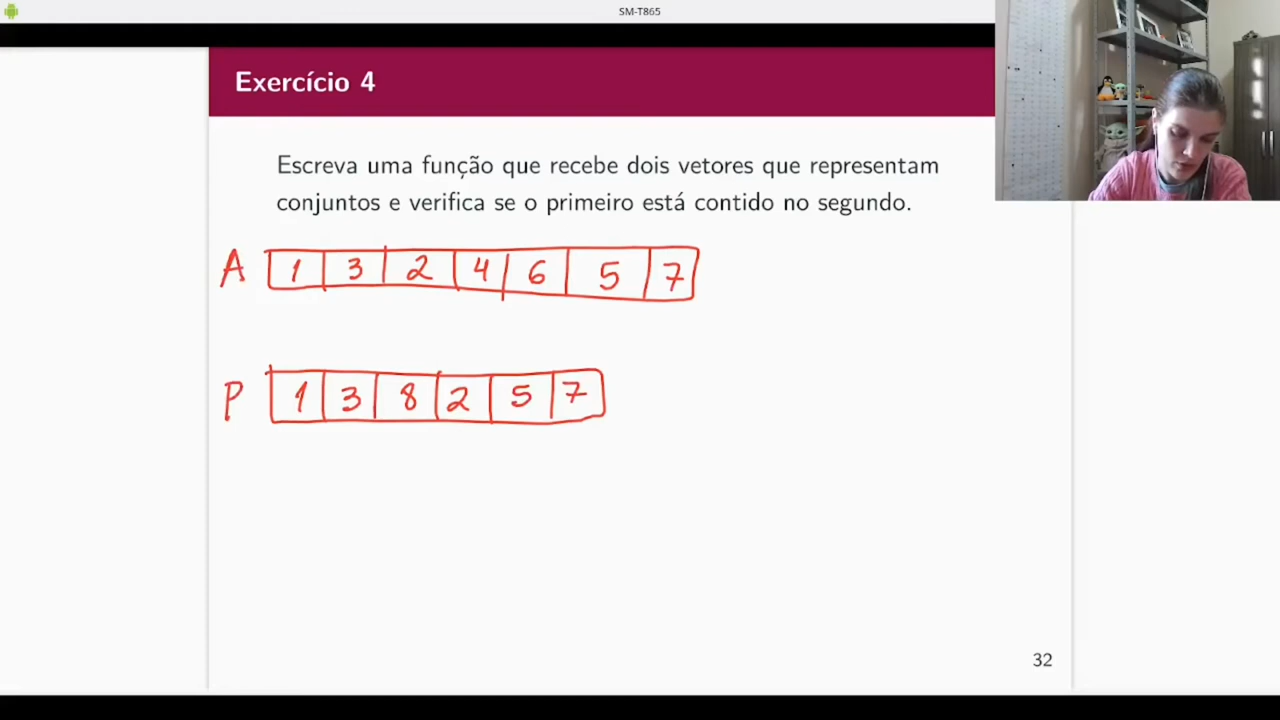 SM-T865
Exercício 4
Escreva uma função que recebe dois vetores que representam
conjuntos e verifica se o primeiro está contido no segundo.
A 1 3 2 4 6 5 7
P 1 3 8 2 5 7
32